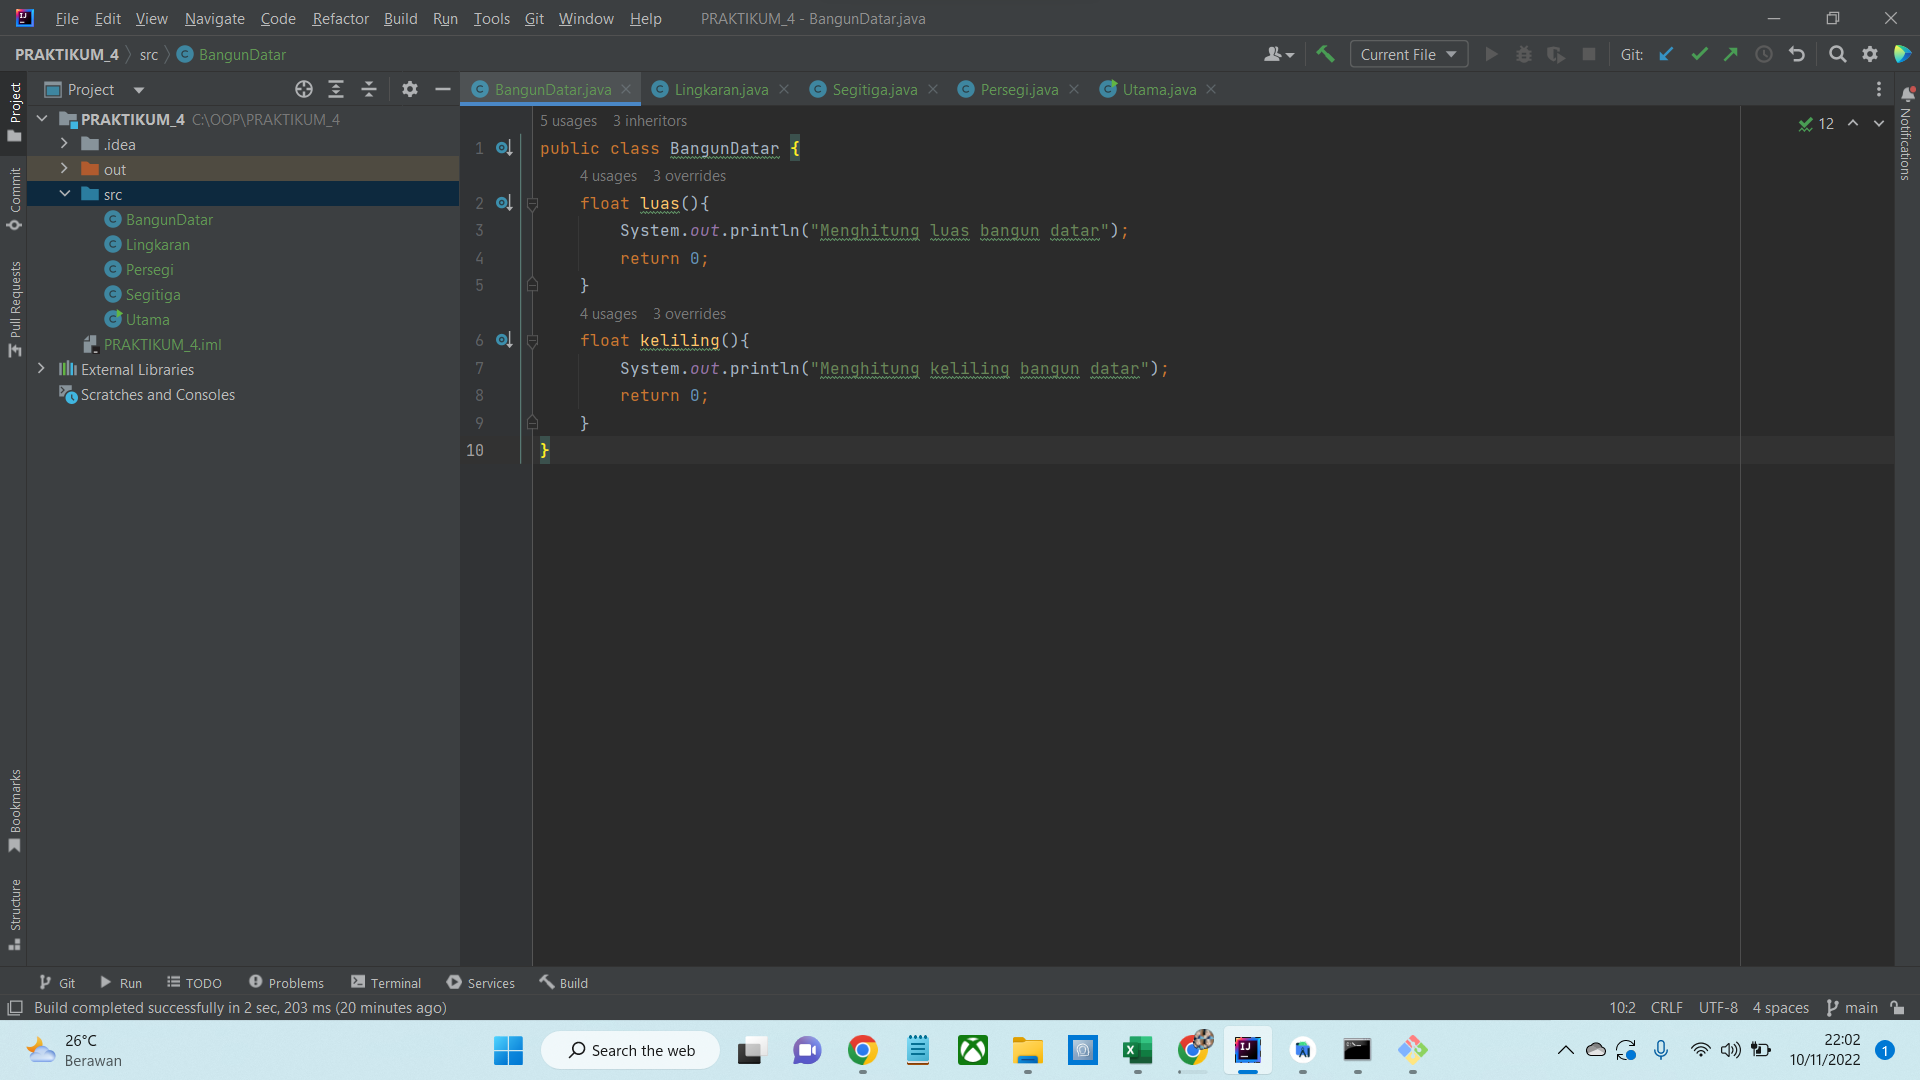 File Edit View Navigate Code Refactor Build Run Tools Git Window Help PRAKTIKUM_4 - BangunDatar.java
PRAKTIKUM_4 src BangunDatar Current File Git:
Project
BangunDatar.java Lingkaran.java Segitiga.java Persegi.java Utama.java
PRAKTIKUM_4 C:\OOP\PRAKTIKUM_4
.idea
out
src
BangunDatar
Lingkaran
Persegi
Segitiga
Utama
PRAKTIKUM_4.iml
External Libraries
Scratches and Consoles
Project
Commit
Pull Requests
Bookmarks
Structure
5 usages 3 inheritors
12
1 public class BangunDatar {
4 usages 3 overrides
2 float luas(){
3 System.out.println("Menghitung luas bangun datar");
4 return 0;
5 }
4 usages 3 overrides
6 float keliling(){
7 System.out.println("Menghitung keliling bangun datar");
8 return 0;
9 }
10 }
Notifications
Git Run TODO Problems Terminal Services Build
Build completed successfully in 2 sec, 203 ms (20 minutes ago) 10:2 CRLF UTF-8 4 spaces main
26°C
Berawan
Search the web
22:02
10/11/2022
1